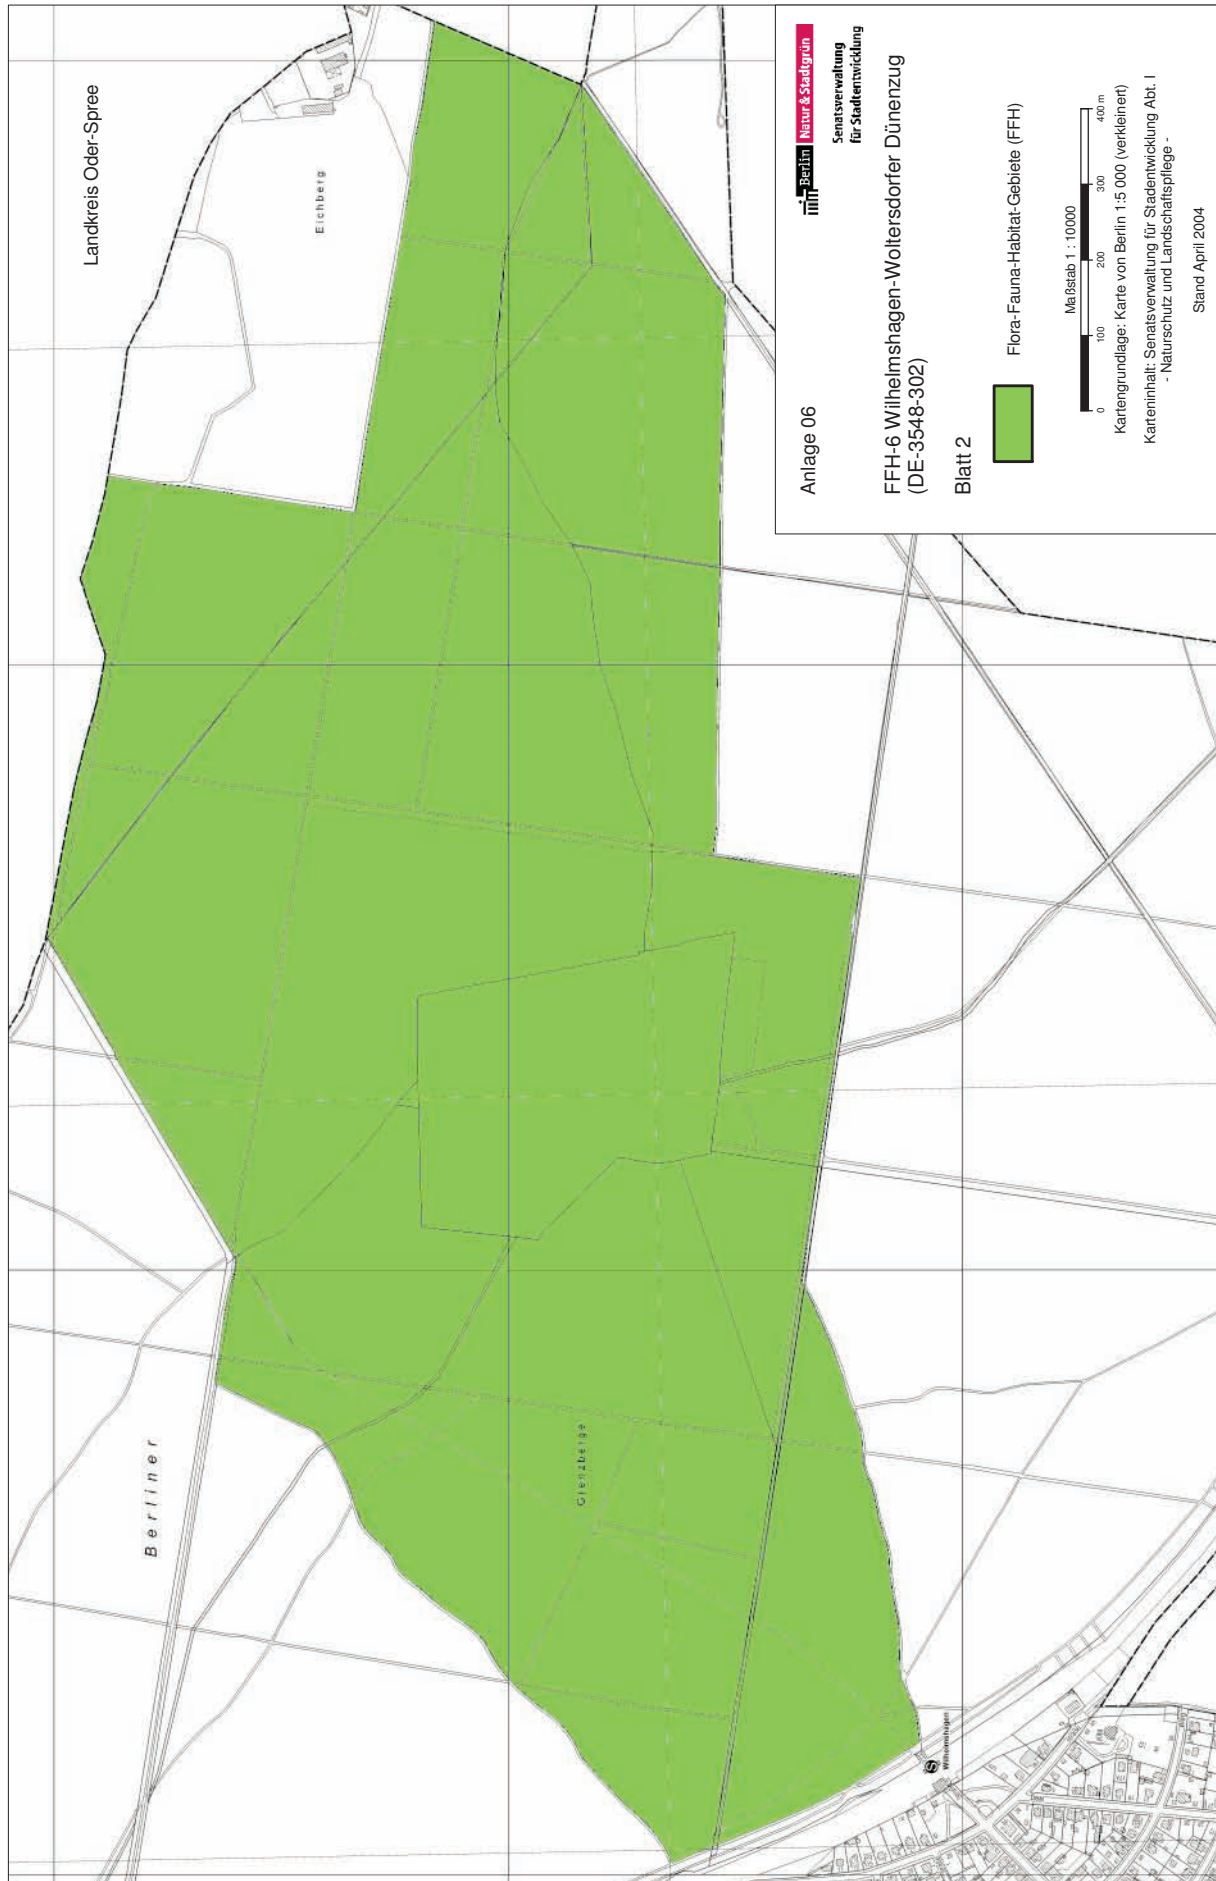 Landkreis Oder-Spree
Eichberg
Berliner
Wilhelmshagen
Berlin Natur & Stadtgrün
Senatsverwaltung
für Stadtentwicklung
Anlage 06
FFH-6 Wilhelmshagen-Woltersdorfer Dünenzug
(DE-3548-302)
Blatt 2
Flora-Fauna-Habitat-Gebiete (FFH)
Maßstab 1 : 10000
0 100 200 300 400 m
Kartengrundlage: Karte von Berlin 1:5 000 (verkleinert)
Karteninhalt: Senatsverwaltung für Stadentwicklung Abt. I
- Naturschutz und Landschaftspflege -
Stand April 2004